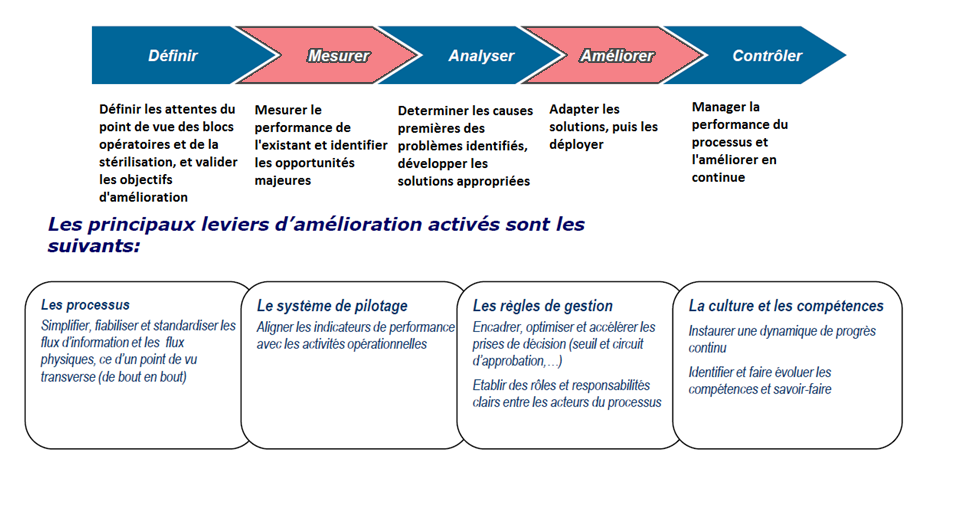 Définir
Mesurer
Analyser
Améliorer
Contrôler
Définir les attentes du
point de vue des blocs
opératoires et de la
stérilisation, et valider
les objectifs
d'amélioration
Mesurer le
performance de
l'existant et identifier
les opportunités
majeures
Determiner les causes
premières des
problèmes identifiés,
développer les
solutions appropriées
Adapter les
solutions, puis les
déployer
Manager la
performance du
processus et
l'améliorer en
continue
Les principaux leviers d’amélioration activés sont les
suivants:
Les processus
Simplifier, fiabiliser et standardiser les
flux d’information et les flux
physiques, ce d’un point de vu
transverse (de bout en bout)
Le système de pilotage
Aligner les indicateurs de performance
avec les activités opérationnelles
Les règles de gestion
Encadrer, optimiser et accélérer les
prises de décision (seuil et circuit
d’approbation,…)
Etablir des rôles et responsabilités
clairs entre les acteurs du processus
La culture et les compétences
Instaurer une dynamique de progrès
continu
Identifier et faire évoluer les
compétences et savoir-faire